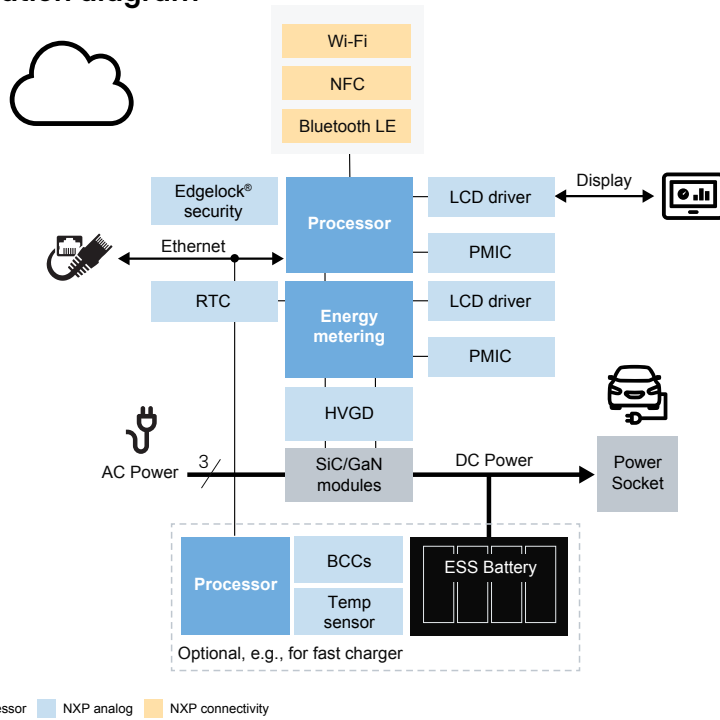 Wi-Fi
NFC
Bluetooth LE
Edgelock®
security
Processor
LCD driver
Display
Ethernet
PMIC
RTC
Energy
metering
LCD driver
PMIC
HVGD
AC Power
3
SiC/GaN
modules
DC Power
Power
Socket
Processor
BCCs
Temp
sensor
ESS Battery
Optional, e.g., for fast charger
NXP analog
NXP connectivity